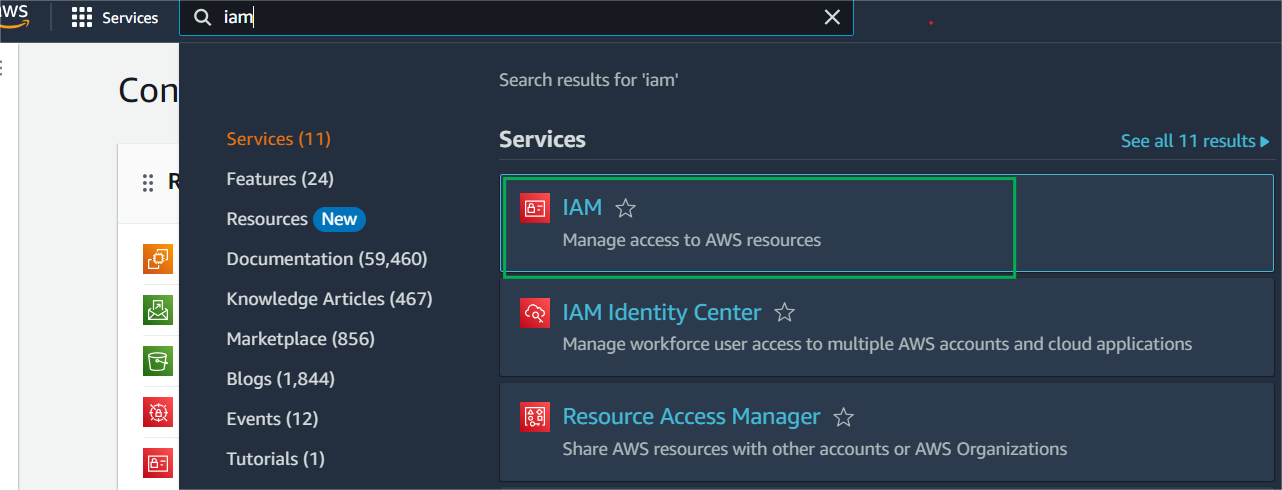 aws
Services
iam
Con
R
Search results for 'iam'
Services (11)
Features (24)
Resources New
Documentation (59,460)
Knowledge Articles (467)
Marketplace (856)
Blogs (1,844)
Events (12)
Tutorials (1)
Services
See all 11 results
IAM
Manage access to AWS resources
IAM Identity Center
Manage workforce user access to multiple AWS accounts and cloud applications
Resource Access Manager
Share AWS resources with other accounts or AWS Organizations